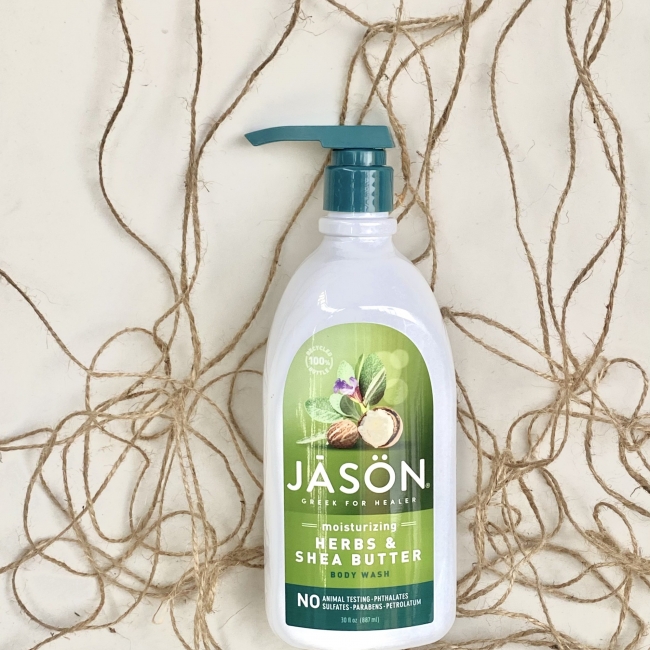 RECYCLED
100%
BOTTLE
JĀSÖN®
GREEK FOR HEALER
moisturizing
HERBS &
SHEA BUTTER
BODY WASH
NO ANIMAL TESTING·PHTHALATES
SULFATES·PARABENS·PETROLATUM
30 fl oz (887 ml)